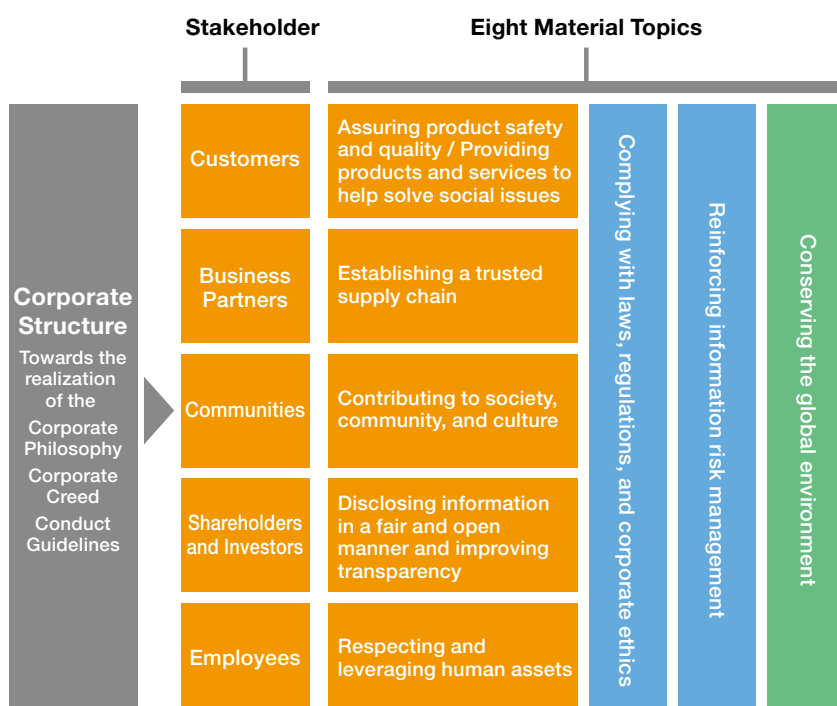 Stakeholder
Eight Material Topics
Corporate
Structure
Towards the
realization
of the
Corporate
Philosophy
Corporate
Creed
Conduct
Guidelines
Customers
Assuring product safety
and quality / Providing
products and services to
help solve social issues
Business
Partners
Establishing a trusted
supply chain
Communities
Contributing to society,
community, and culture
Shareholders
and Investors
Disclosing information
in a fair and open
manner and improving
transparency
Employees
Respecting and
leveraging human assets
Complying with laws, regulations, and corporate ethics
Reinforcing information risk management
Conserving the global environment